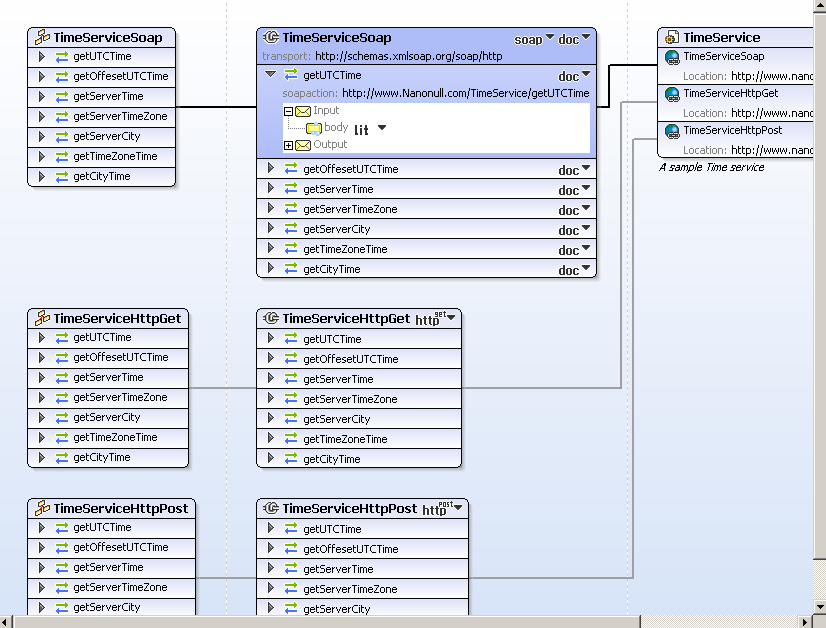 TimeServiceSoap
getUTCTime
getOffesetUTCTime
getServerTime
getServerTimeZone
getServerCity
getTimeZoneTime
getCityTime
TimeServiceSoap soap doc
transport: http://schemas.xmlsoap.org/soap/http
getUTCTime doc
soapaction: http://www.Nanonull.com/TimeService/getUTCTime
Input
body lit
Output
getOffesetUTCTime doc
getServerTime doc
getServerTimeZone doc
getServerCity doc
getTimeZoneTime doc
getCityTime doc
TimeService
TimeServiceSoap
Location: http://www.nano
TimeServiceHttpGet
Location: http://www.nanc
TimeServiceHttpPost
Location: http://www.nanc
A sample Time service
TimeServiceHttpGet
getUTCTime
getOffesetUTCTime
getServerTime
getServerTimeZone
getServerCity
getTimeZoneTime
getCityTime
TimeServiceHttpGet http get
getUTCTime
getOffesetUTCTime
getServerTime
getServerTimeZone
getServerCity
getTimeZoneTime
getCityTime
TimeServiceHttpPost
getUTCTime
getOffesetUTCTime
getServerTime
getServerTimeZone
getServerCity
TimeServiceHttpPost http post
getUTCTime
getOffesetUTCTime
getServerTime
getServerTimeZone
getServerCity